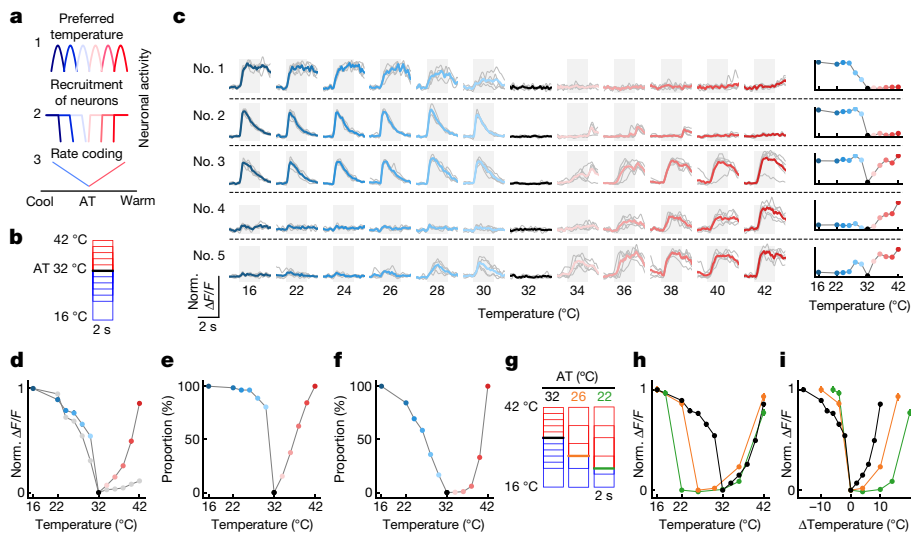 a
Preferred
temperature
1
Recruitment
of neurons
2
Rate coding
3
Cool AT Warm
Neuronal activity
b
42 °C
AT 32 °C
16 °C
2 s
c
No. 1
No. 2
No. 3
No. 4
No. 5
Norm.
ΔF/F
2 s
16 22 24 26 28 30 32 34 36 38 40 42
Temperature (°C)
16 22 32 42
Temperature (°C)
d
Norm. ΔF/F
1
0
16 22 32 42
Temperature (°C)
e
Proportion (%)
100
50
0
16 22 32 42
Temperature (°C)
f
Proportion (%)
100
50
0
16 22 32 42
Temperature (°C)
g
AT (°C)
32 26 22
42 °C
16 °C
2 s
h
Norm. ΔF/F
1
0
16 22 32 42
Temperature (°C)
i
Norm. ΔF/F
1
0
−10 0 10
ΔTemperature (°C)